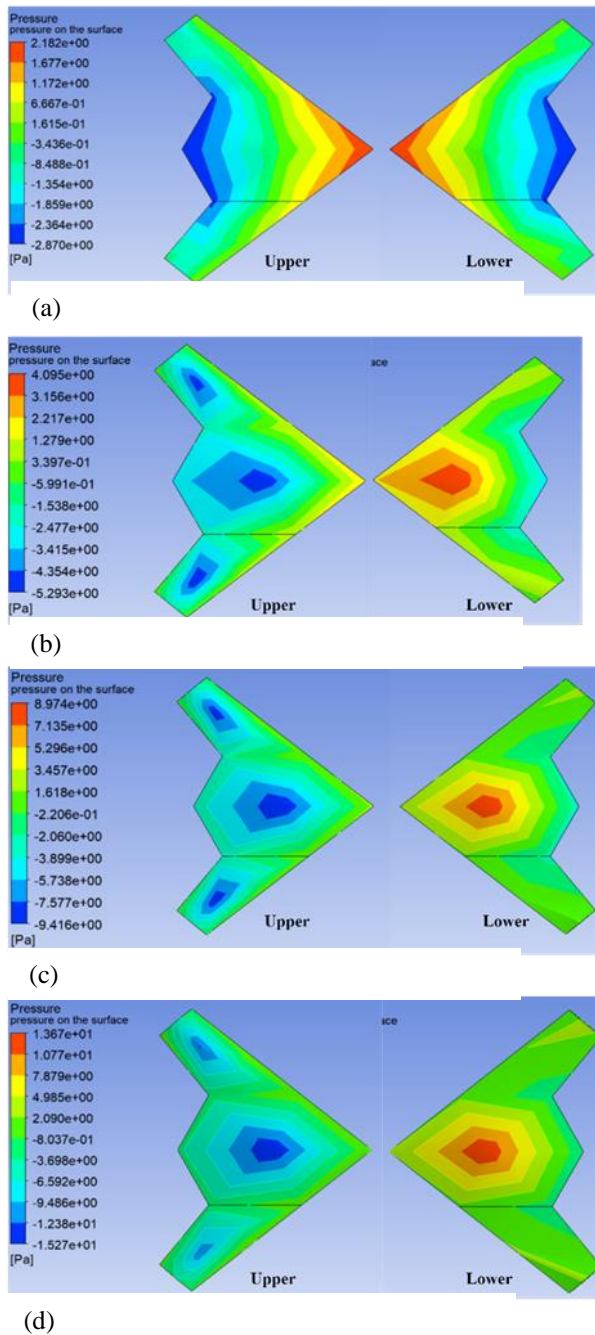 Pressure
pressure on the surface
2.182e+00
1.677e+00
1.172e+00
6.667e-01
1.615e-01
-3.436e-01
-8.488e-01
-1.354e+00
-1.859e+00
-2.364e+00
-2.870e+00
[Pa]
Upper
Lower
(a)
Pressure
pressure on the surface
ace
4.095e+00
3.156e+00
2.217e+00
1.279e+00
3.397e-01
-5.991e-01
-1.538e+00
-2.477e+00
-3.415e+00
-4.354e+00
-5.293e+00
[Pa]
Upper
Lower
(b)
Pressure
pressure on the surface
8.974e+00
7.135e+00
5.296e+00
3.457e+00
1.618e+00
-2.206e-01
-2.060e+00
-3.899e+00
-5.738e+00
-7.577e+00
-9.416e+00
[Pa]
Upper
Lower
(c)
Pressure
pressure on the surface
ace
1.367e+01
1.077e+01
7.879e+00
4.985e+00
2.090e+00
-8.037e-01
-3.698e+00
-6.592e+00
-9.486e+00
-1.238e+01
-1.527e+01
[Pa]
Upper
Lower
(d)